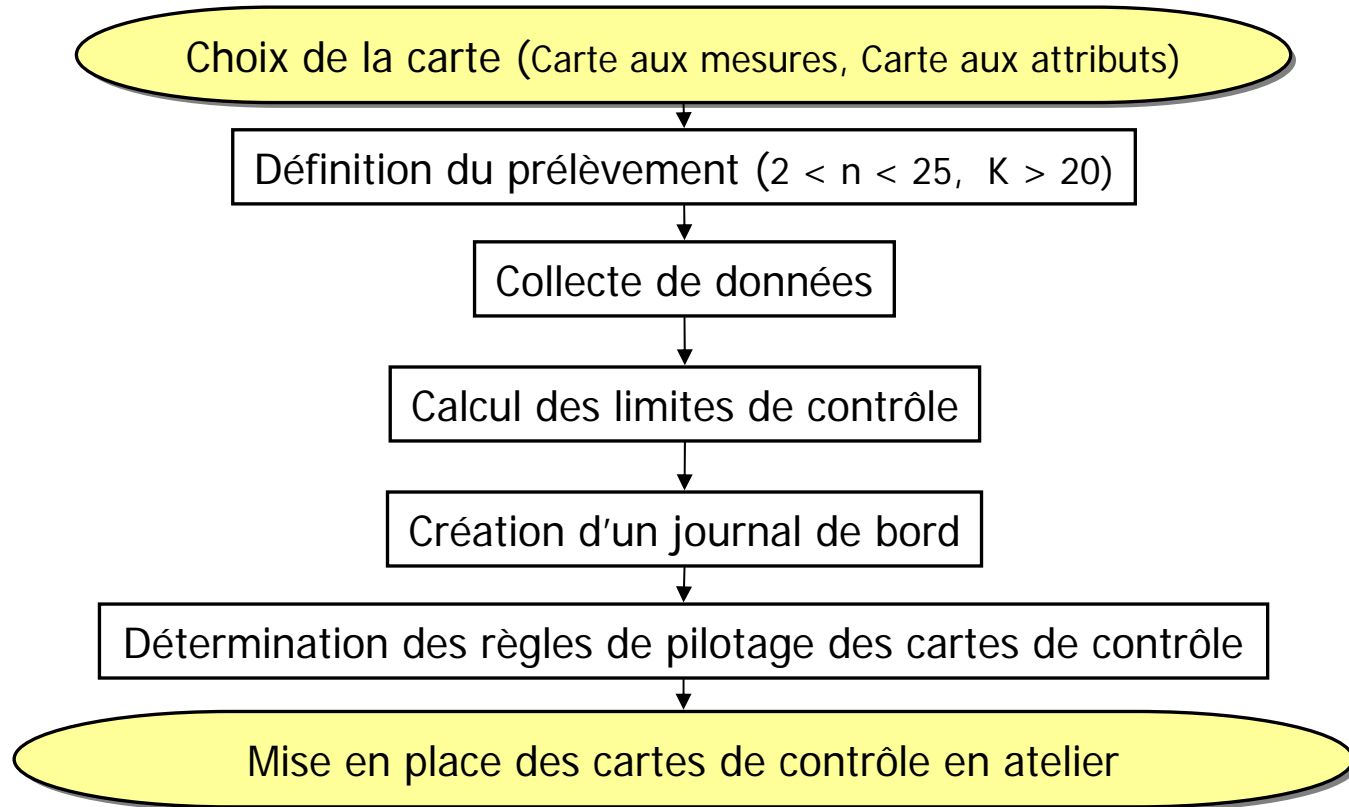 Choix de la carte (Carte aux mesures, Carte aux attributs)
Définition du prélèvement (2 < n < 25, K > 20)
Collecte de données
Calcul des limites de contrôle
Création d'un journal de bord
Détermination des règles de pilotage des cartes de contrôle
Mise en place des cartes de contrôle en atelier